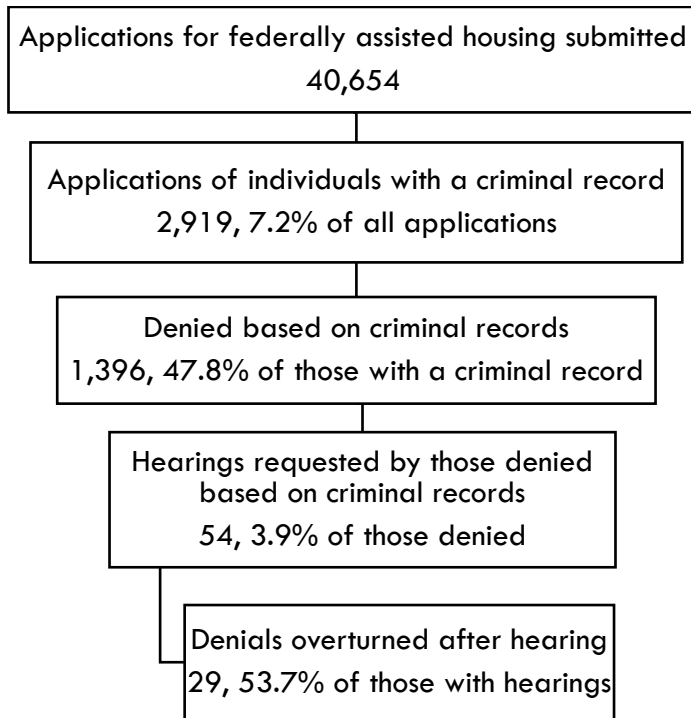 Applications for federally assisted housing submitted
40,654
Applications of individuals with a criminal record
2,919, 7.2% of all applications
Denied based on criminal records
1,396, 47.8% of those with a criminal record
Hearings requested by those denied
based on criminal records
54, 3.9% of those denied
Denials overturned after hearing
29, 53.7% of those with hearings